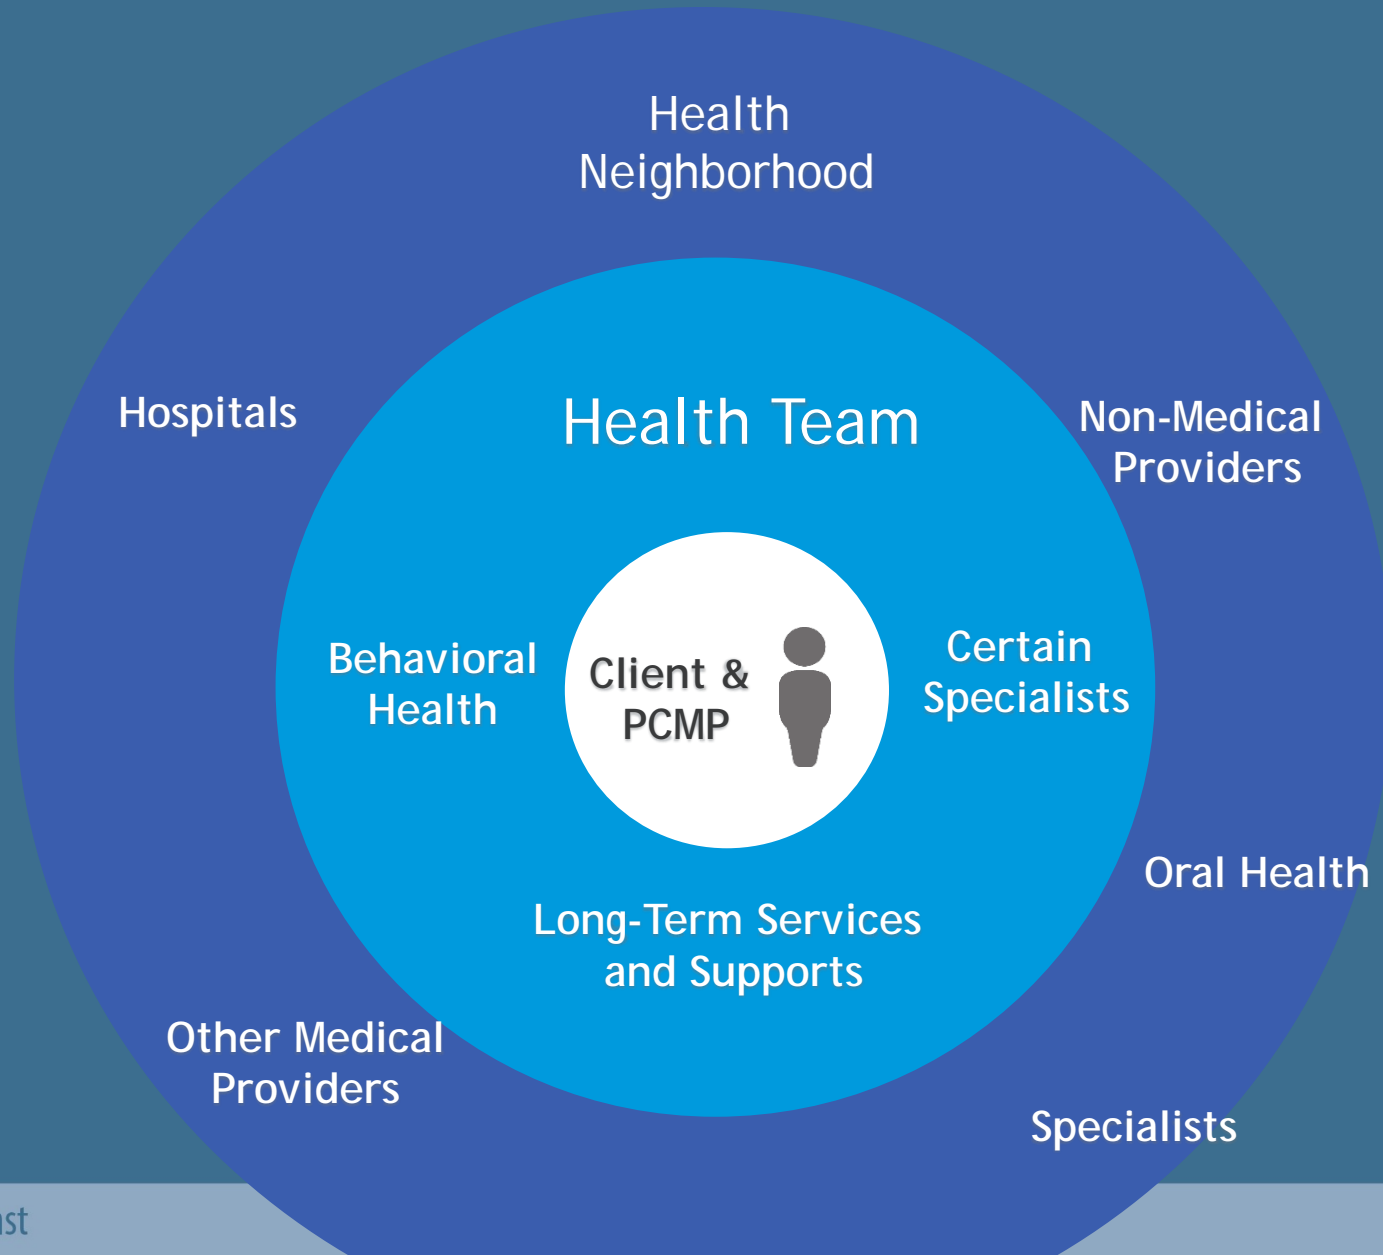 Health
Neighborhood
Hospitals
Health Team
Non-Medical
Providers
Behavioral
Health
Client &
PCMP
Certain
Specialists
Oral Health
Long-Term Services
and Supports
Other Medical
Providers
Specialists